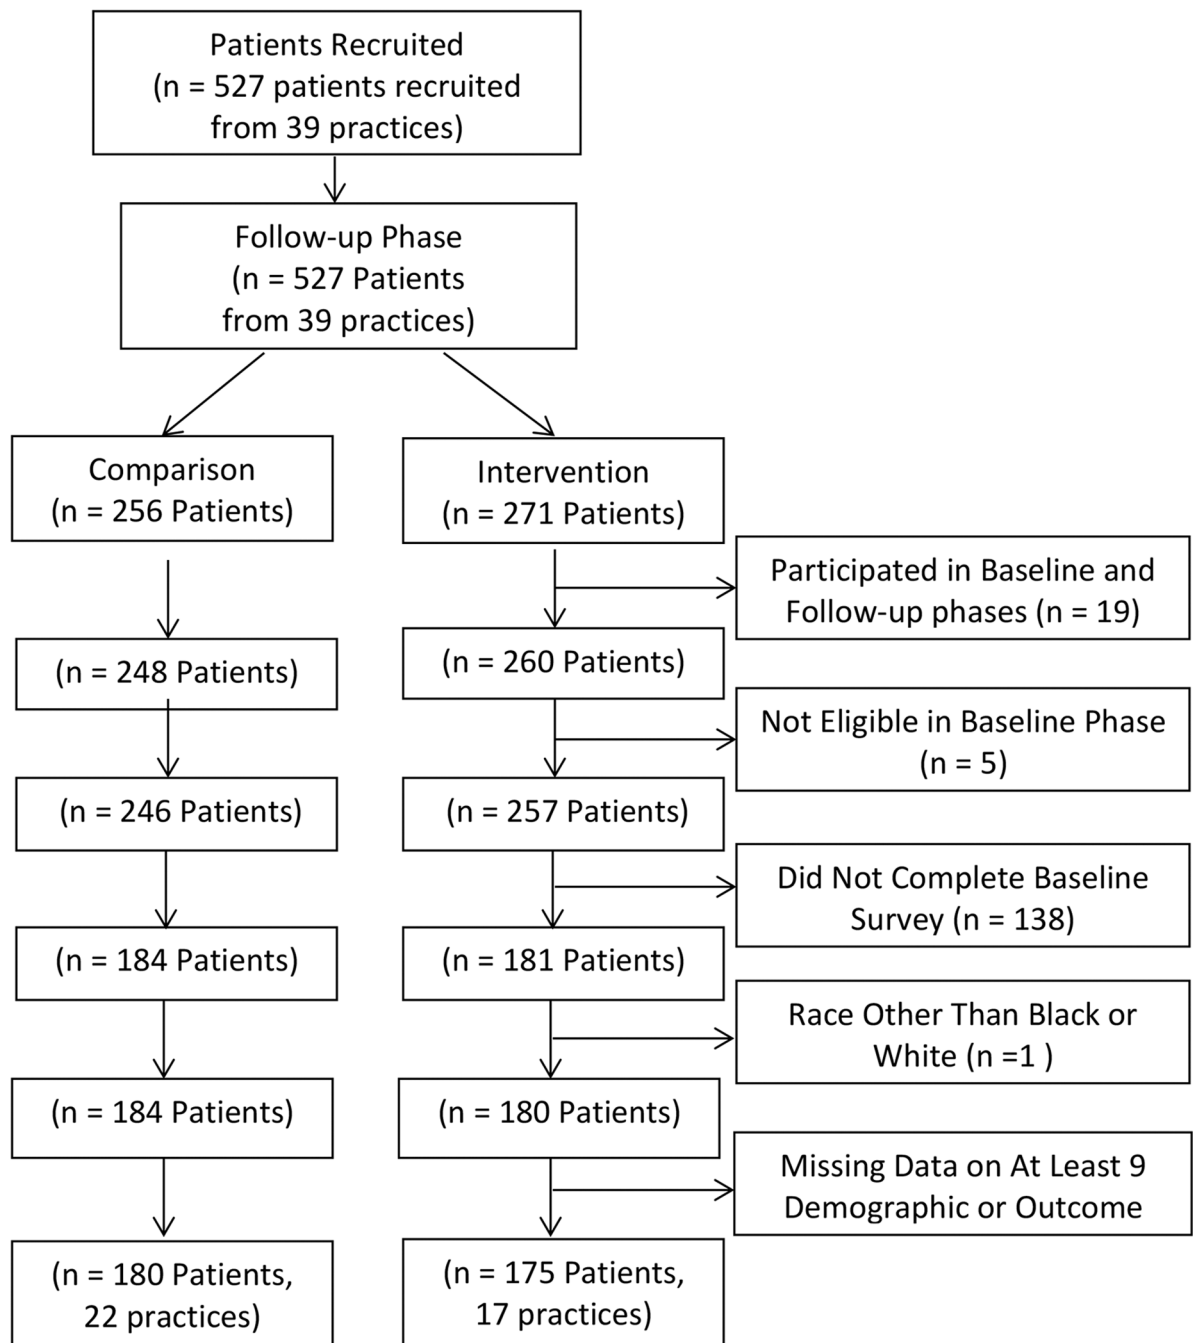 Patients Recruited
(n = 527 patients recruited
from 39 practices)
Follow-up Phase
(n = 527 Patients
from 39 practices)
Comparison
(n = 256 Patients)
Intervention
(n = 271 Patients)
Participated in Baseline and
Follow-up phases (n = 19)
(n = 248 Patients)
(n = 260 Patients)
Not Eligible in Baseline Phase
(n = 5)
(n = 246 Patients)
(n = 257 Patients)
Did Not Complete Baseline
Survey (n = 138)
(n = 184 Patients)
(n = 181 Patients)
Race Other Than Black or
White (n =1 )
(n = 184 Patients)
(n = 180 Patients)
Missing Data on At Least 9
Demographic or Outcome
(n = 180 Patients,
22 practices)
(n = 175 Patients,
17 practices)